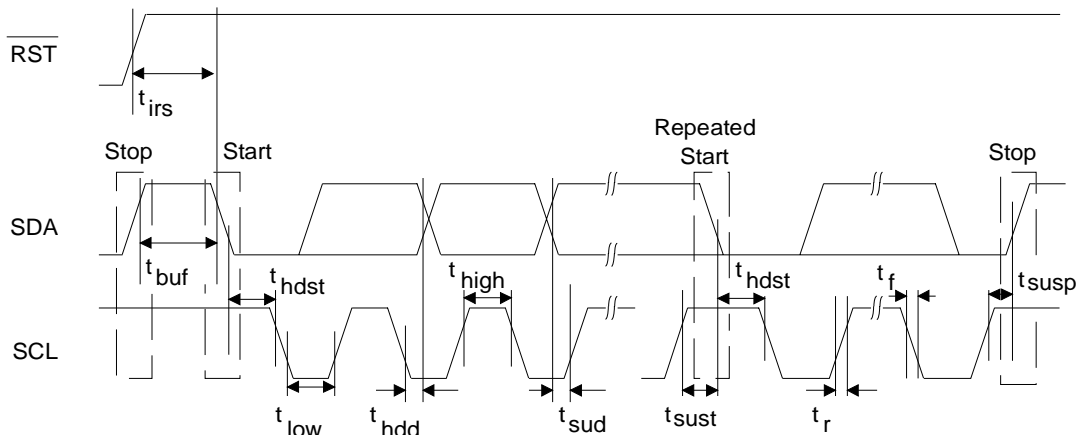 RST
t irs
Repeated
Stop Start Start Stop
SDA
t buf t hdst t high t hdst t f t susp
SCL
t low t hdd t sud t sust t r